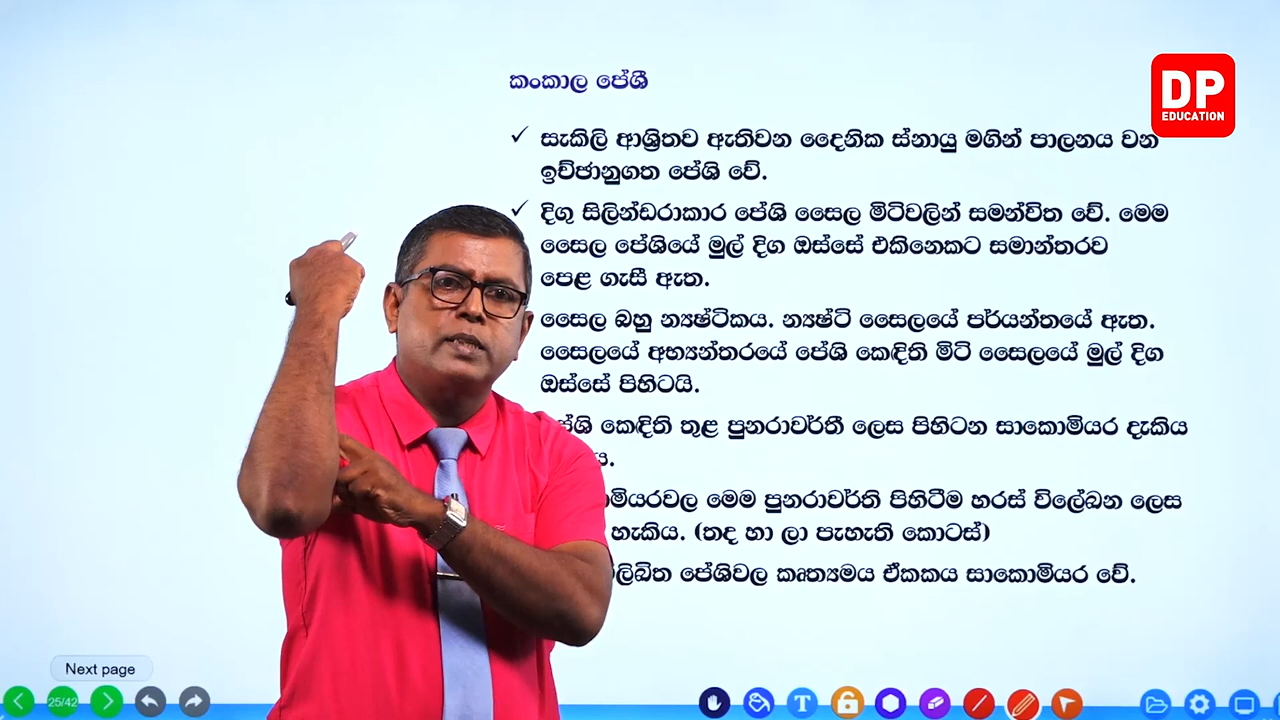 කංකාල පේශී
DP
EDUCATION
✓ සැකිලි ආශ්‍රිතව ඇතිවන දෛනික ස්නායු මගින් පාලනය වන
ඉච්ඡානුගත පේශි වේ.
✓ දිගු සිලින්ඩරාකාර පේශි සෛල මිටිවලින් සමන්විත වේ. මෙම
සෛල පේශියේ මුල් දිග ඔස්සේ එකිනෙකට සමාන්තරව
පෙළ ගැසී ඇත.
සෛල බහු න්‍යෂ්ටිකය. න්‍යෂ්ටි සෛලයේ පර්යන්තයේ ඇත.
සෛලයේ අභ්‍යන්තරයේ පේශි කෙඳිති මිටි සෛලයේ මුල් දිග
ඔස්සේ පිහිටයි.
කෙඳිති තුළ පුනරාවර්තී ලෙස පිහිටන සාකොමියර දැකිය
මෙම පුනරාවර්ති පිහිටීම හරස් විලේඛන ලෙස
හැකිය. (තද හා ලා පැහැති කොටස්)
පේශිවල කෘත්‍යමය ඒකකය සාකොමියර වේ.
Next page
25/42